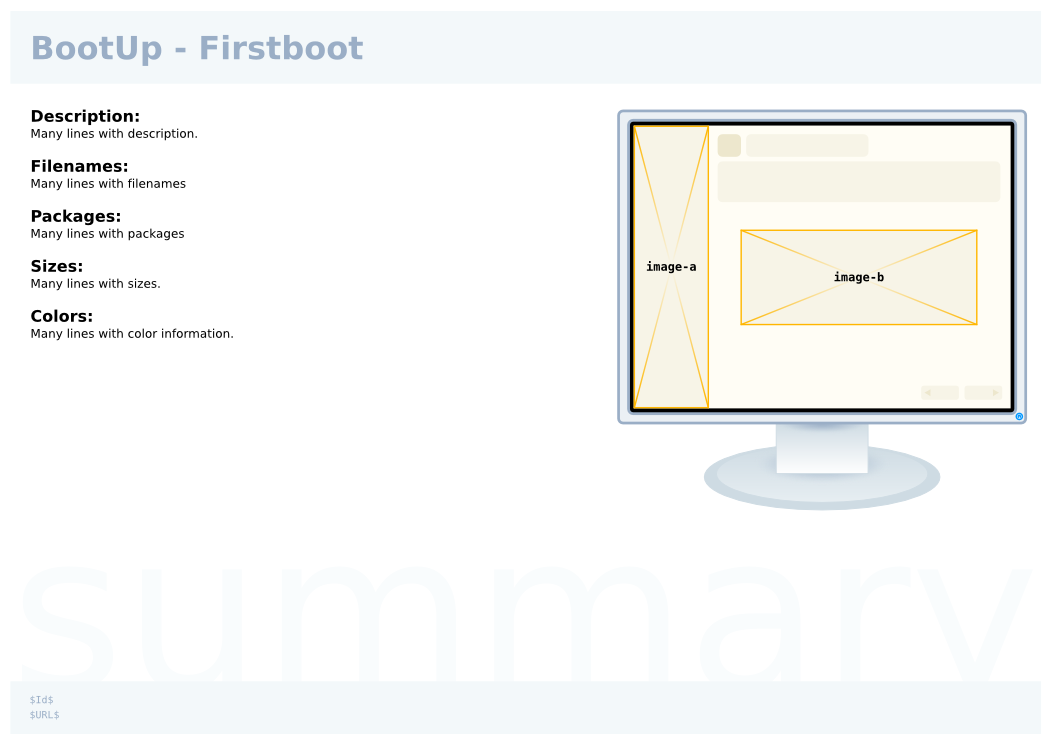 BootUp - Firstboot
Description:
Many lines with description.
Filenames:
Many lines with filenames
Packages:
Many lines with packages
Sizes:
Many lines with sizes.
Colors:
Many lines with color information.
image-a
image-b
summary
$Id$
$URL$